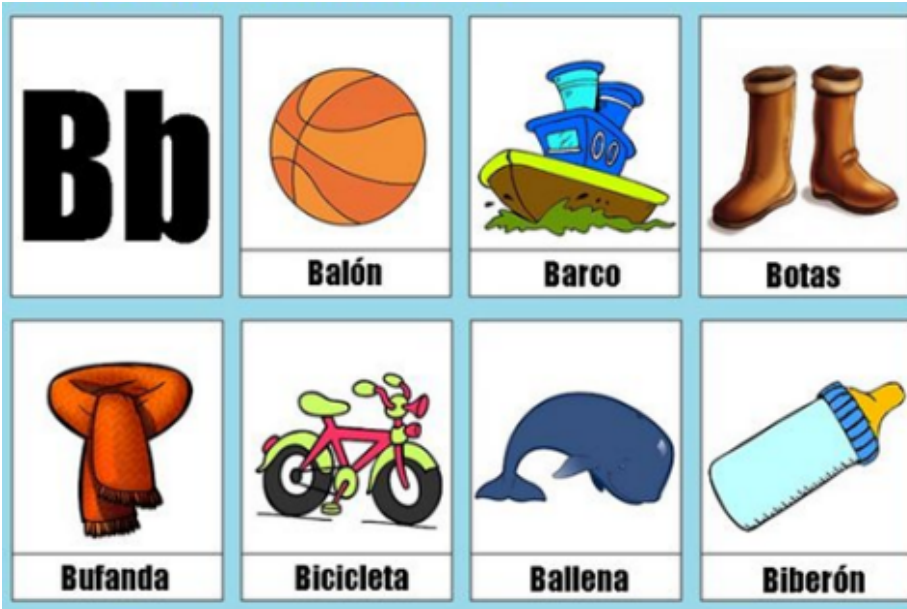 Bb
Balón
Barco
Botas
Bufanda
Bicicleta
Ballena
Biberón